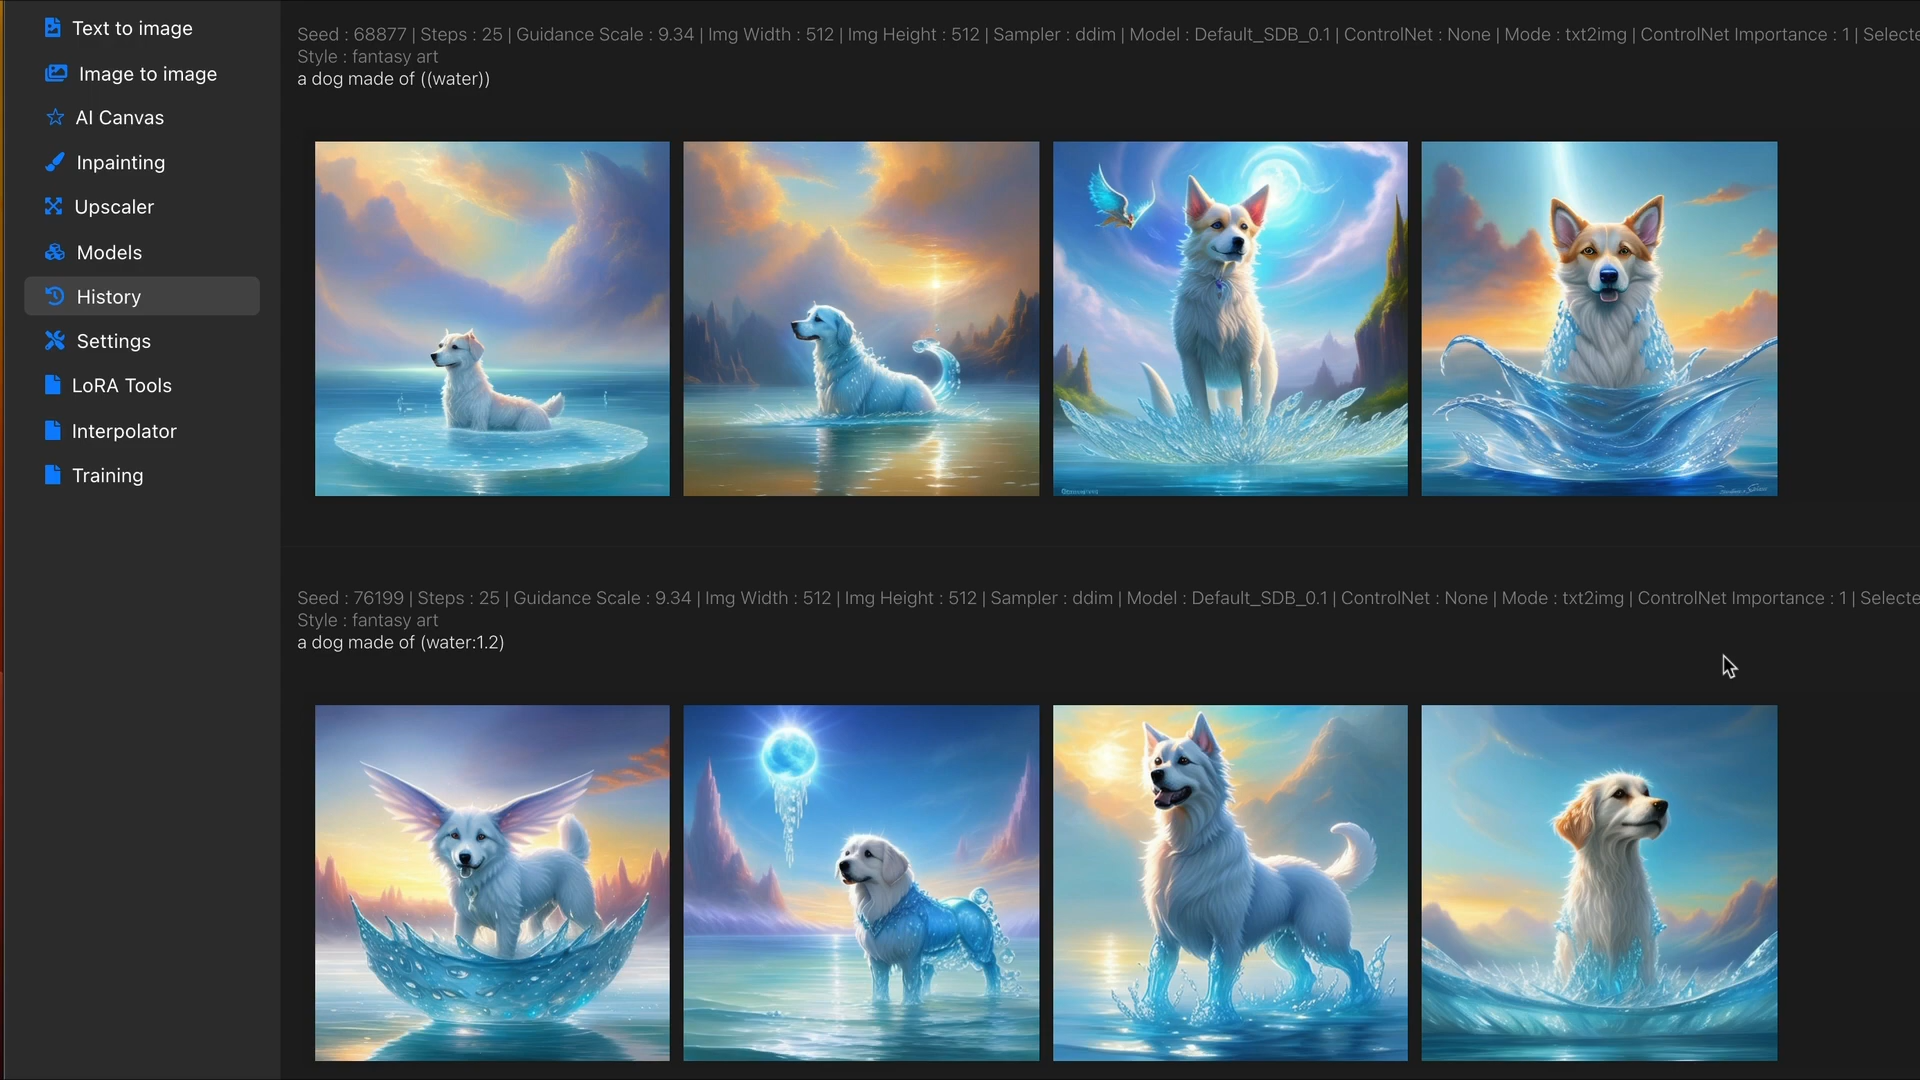 Text to image
Image to image
AI Canvas
Inpainting
Upscaler
Models
History
Settings
LoRA Tools
Interpolator
Training
Seed : 68877 | Steps : 25 | Guidance Scale : 9.34 | Img Width : 512 | Img Height : 512 | Sampler : ddim | Model : Default_SDB_0.1 | ControlNet : None | Mode : txt2img | ControlNet Importance : 1 | Selecte
Style : fantasy art
a dog made of ((water))
Seed : 76199 | Steps : 25 | Guidance Scale : 9.34 | Img Width : 512 | Img Height : 512 | Sampler : ddim | Model : Default_SDB_0.1 | ControlNet : None | Mode : txt2img | ControlNet Importance : 1 | Selecte
Style : fantasy art
a dog made of (water:1.2)